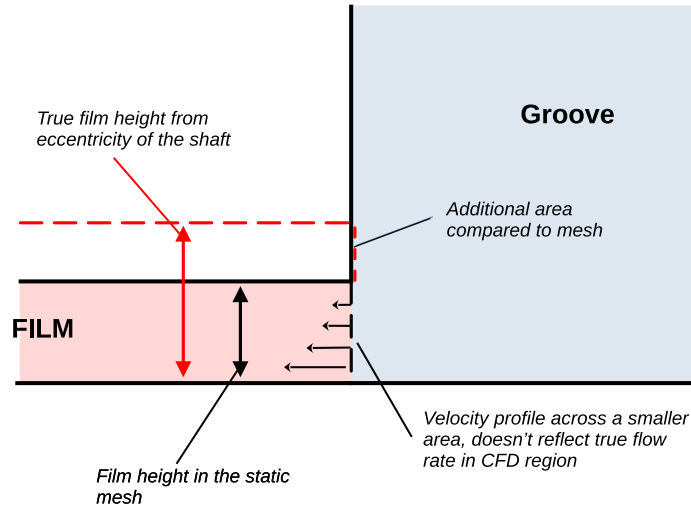 True film height from
eccentricity of the shaft
Groove
Additional area
compared to mesh
FILM
Velocity profile across a smaller
area, doesn't reflect true flow
rate in CFD region
Film height in the static
mesh